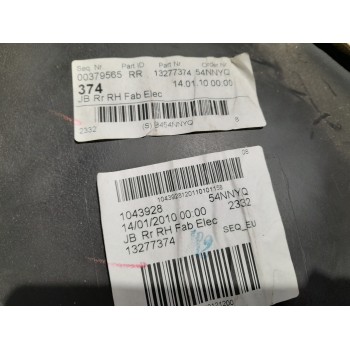 Seq. Nr. Part ID Part Nr Order Nr
00379565 RR 13277374 54NNYQ
374 14.01.10 00:00
JB Rr RH Fab Elec
2332
1043928120110101158
1043928 54NNYQ
14/01/2010 00:00 2332
JB Rr RH Fab Elec
13277374 SEQ_EU